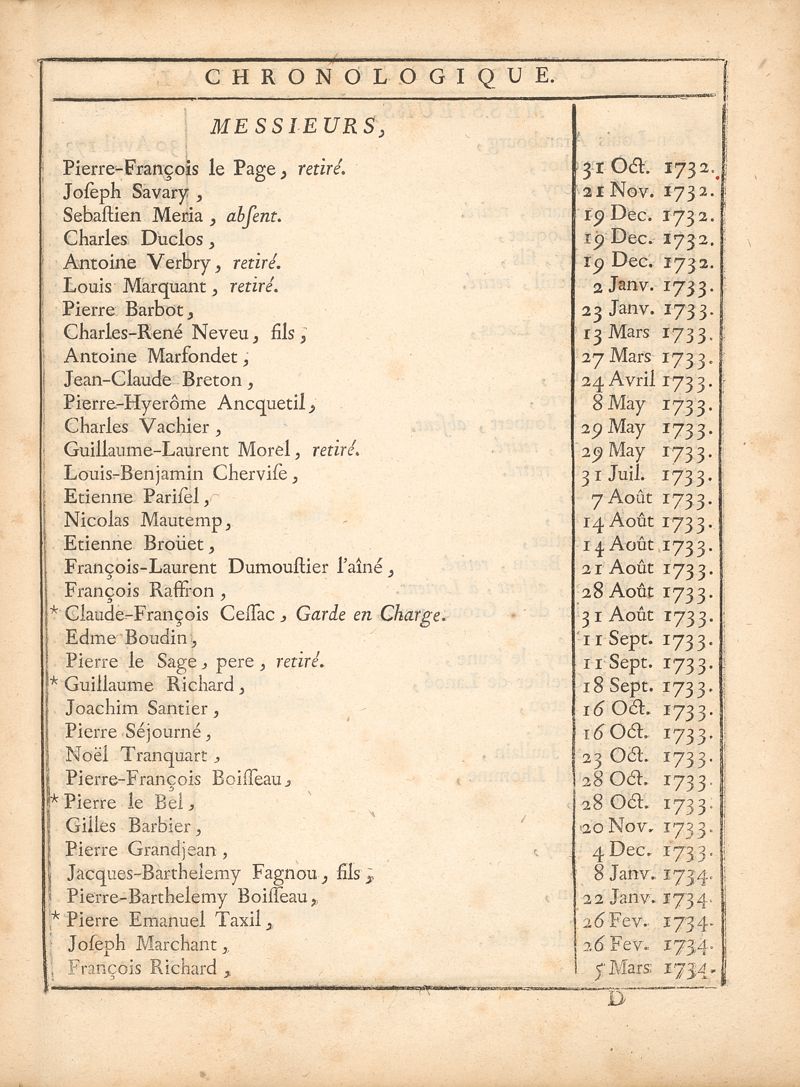 CHRONOLOGIQUE.
MESSIEURS,
Pierre-François le Page, retiré. 31 Oct. 1732.
Joſeph Savary, 21 Nov. 1732.
Sebaſtien Meria, abſent. 19 Dec. 1732.
Charles Duclos, 19 Dec. 1732.
Antoine Verbry, retiré. 19 Dec. 1732.
Louis Marquant, retiré. 2 Janv. 1733.
Pierre Barbot, 23 Janv. 1733.
Charles-René Neveu, fils, 13 Mars 1733.
Antoine Marfondet, 27 Mars 1733.
Jean-Claude Breton, 24 Avril 1733.
Pierre-Hyerôme Ancquetil, 8 May 1733.
Charles Vachier, 29 May 1733.
Guillaume-Laurent Morel, retiré. 29 May 1733.
Louis-Benjamin Cherviſe, 31 Juil. 1733.
Etienne Pariſel, 7 Août 1733.
Nicolas Mautemp, 14 Août 1733.
Etienne Broüet, 14 Août 1733.
François-Laurent Dumouſtier l'aîné, 21 Août 1733.
François Raffron, 28 Août 1733.
* Claude-François Ceſſac, Garde en Charge. 31 Août 1733.
Edme Boudin, 11 Sept. 1733.
Pierre le Sage, pere, retiré. 11 Sept. 1733.
* Guillaume Richard, 18 Sept. 1733.
Joachim Santier, 16 Oct. 1733.
Pierre Séjourné, 16 Oct. 1733.
Noël Tranquart, 23 Oct. 1733.
Pierre-François Boiſſeau, 28 Oct. 1733.
* Pierre le Bel, 28 Oct. 1733.
Gilles Barbier, 20 Nov. 1733.
Pierre Grandjean, 4 Dec. 1733.
Jacques-Barthelemy Fagnou, fils, 8 Janv. 1734.
Pierre-Barthelemy Boiſſeau, 22 Janv. 1734.
* Pierre Emanuel Taxil, 26 Fev. 1734.
Joſeph Marchant, 26 Fev. 1734.
François Richard, 5 Mars 1734.
D